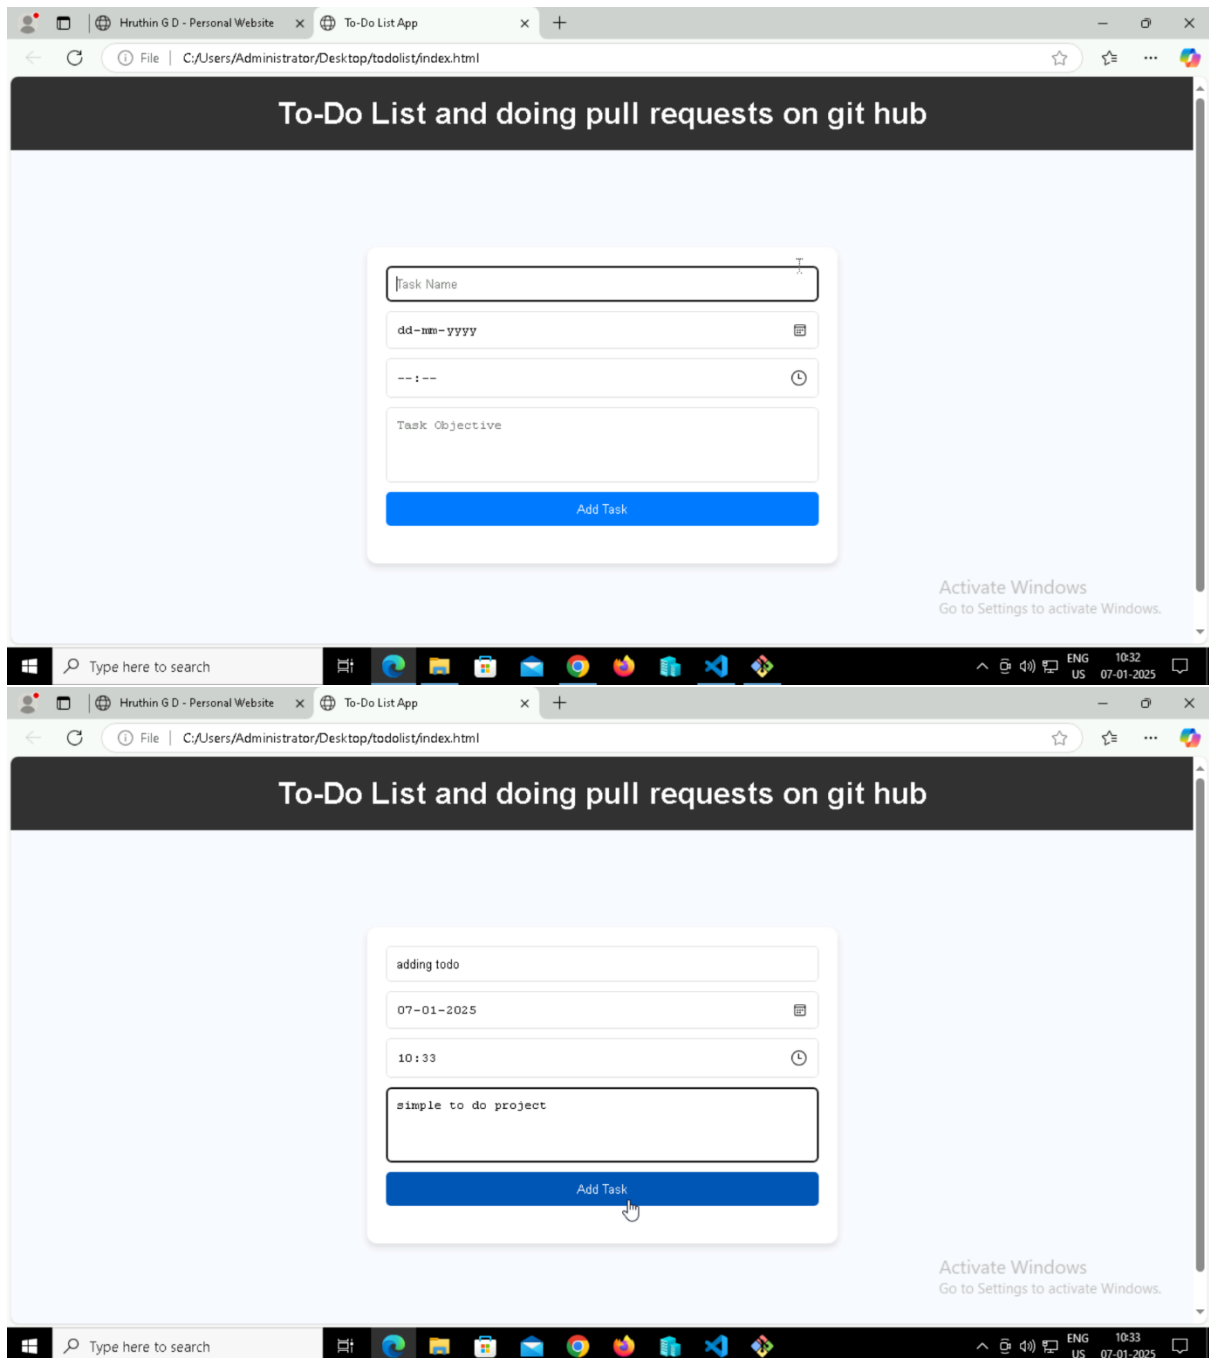 Hruthin G D - Personal Website
To-Do List App
File
C:/Users/Administrator/Desktop/todolist/index.html
To-Do List and doing pull requests on git hub
Task Name
dd-mm-yyyy
--:--
Task Objective
Add Task
Activate Windows
Go to Settings to activate Windows.
Type here to search
ENG
US
10:32
07-01-2025
Hruthin G D - Personal Website
To-Do List App
File
C:/Users/Administrator/Desktop/todolist/index.html
To-Do List and doing pull requests on git hub
adding todo
07-01-2025
10:33
simple to do project
Add Task
Activate Windows
Go to Settings to activate Windows.
Type here to search
ENG
US
10:33
07-01-2025